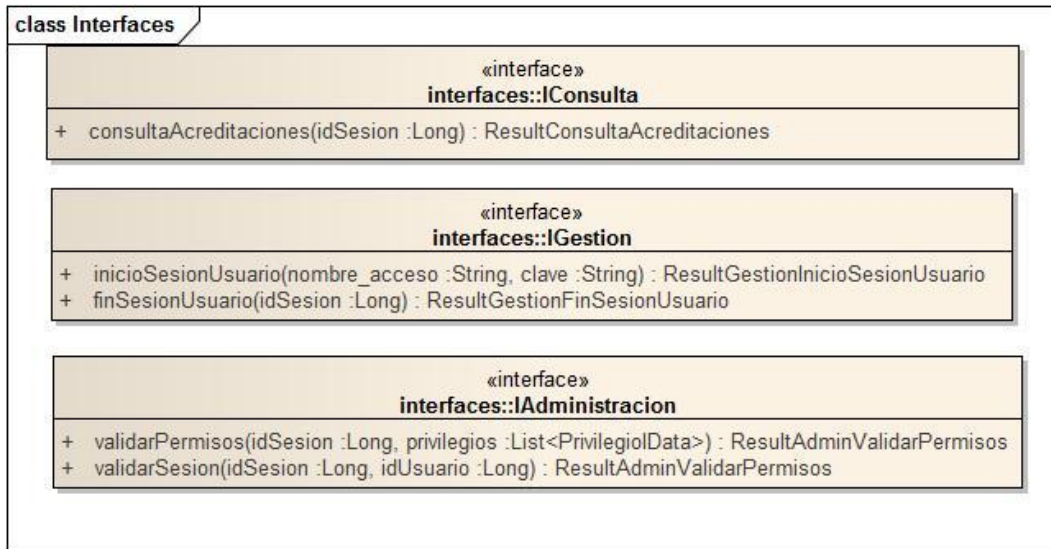 class Interfaces
«interface»
interfaces::IConsulta
+ consultaAcreditaciones(idSesion :Long) : ResultConsultaAcreditaciones
«interface»
interfaces::IGestion
+ inicioSesionUsuario(nombre_acceso :String, clave :String) : ResultGestionInicioSesionUsuario
+ finSesionUsuario(idSesion :Long) : ResultGestionFinSesionUsuario
«interface»
interfaces::IAdministracion
+ validarPermisos(idSesion :Long, privilegios :List<PrivilegioIData>) : ResultAdminValidarPermisos
+ validarSesion(idSesion :Long, idUsuario :Long) : ResultAdminValidarPermisos